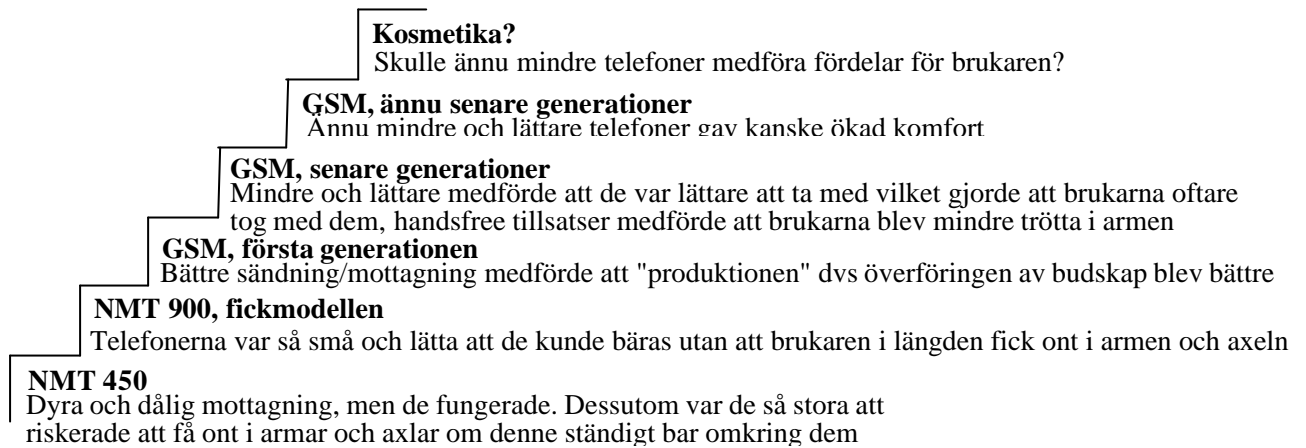 Kosmetika?
Skulle ännu mindre telefoner medföra fördelar för brukaren?
GSM, ännu senare generationer
Ännu mindre och lättare telefoner gav kanske ökad komfort
GSM, senare generationer
Mindre och lättare medförde att de var lättare att ta med vilket gjorde att brukarna oftare
tog med dem, handsfree tillsatser medförde att brukarna blev mindre trötta i armen
GSM, första generationen
Bättre sändning/mottagning medförde att "produktionen" dvs överföringen av budskap blev bättre
NMT 900, fickmodellen
Telefonerna var så små och lätta att de kunde bäras utan att brukaren i längden fick ont i armen och axeln
NMT 450
Dyra och dålig mottagning, men de fungerade. Dessutom var de så stora att
riskerade att få ont i armar och axlar om denne ständigt bar omkring dem